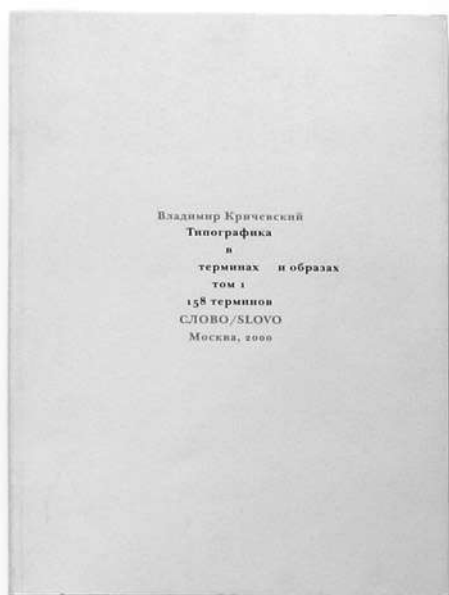 Владимир Кричевский
Типографика
в
терминах и образах
том 1
158 терминов
СЛОВО/SLOVO
Москва, 2000